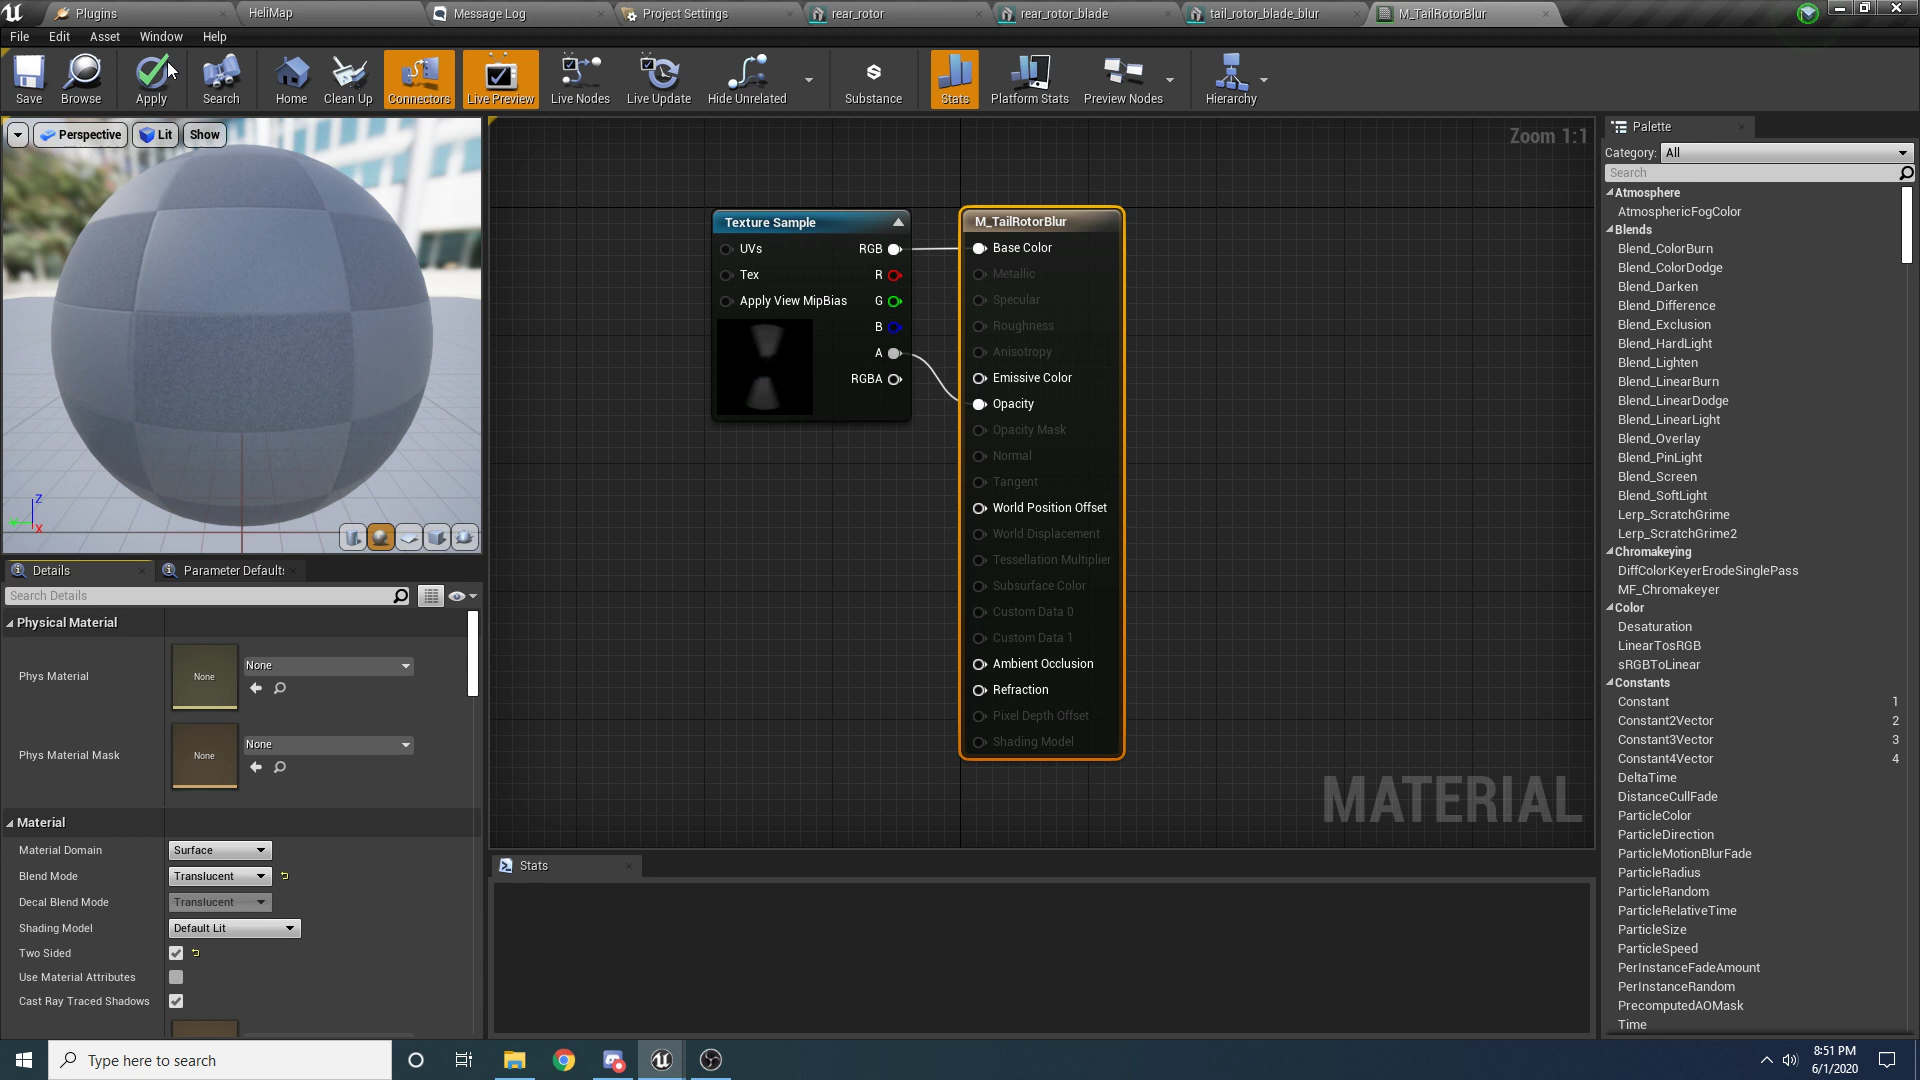 Plugins
HeliMap
Message Log
Project Settings
rear_rotor
rear_rotor_blade
tail_rotor_blade_blur
M_TailRotorBlur
File
Edit
Asset
Window
Help
Save
Browse
Apply
Search
Home
Clean Up
Connectors
Live Preview
Live Nodes
Live Update
Hide Unrelated
Substance
Stats
Platform Stats
Preview Nodes
Hierarchy
Perspective
Lit
Show
Z
Y
X
Zoom 1:1
Texture Sample
UVs
RGB
Tex
R
Apply View MipBias
G
B
A
RGBA
M_TailRotorBlur
Base Color
Metallic
Specular
Roughness
Anisotropy
Emissive Color
Opacity
Opacity Mask
Normal
Tangent
World Position Offset
World Displacement
Tessellation Multiplier
Subsurface Color
Custom Data 0
Custom Data 1
Ambient Occlusion
Refraction
Pixel Depth Offset
Shading Model
MATERIAL
Details
Parameter Default
Search Details
Physical Material
Phys Material
None
None
Phys Material Mask
None
None
Material
Material Domain
Surface
Blend Mode
Translucent
Decal Blend Mode
Translucent
Shading Model
Default Lit
Two Sided
Use Material Attributes
Cast Ray Traced Shadows
Stats
Palette
Category:
All
Search
Atmosphere
AtmosphericFogColor
Blends
Blend_ColorBurn
Blend_ColorDodge
Blend_Darken
Blend_Difference
Blend_Exclusion
Blend_HardLight
Blend_Lighten
Blend_LinearBurn
Blend_LinearDodge
Blend_LinearLight
Blend_Overlay
Blend_PinLight
Blend_Screen
Blend_SoftLight
Lerp_ScratchGrime
Lerp_ScratchGrime2
Chromakeying
DiffColorKeyerErodeSinglePass
MF_Chromakeyer
Color
Desaturation
LinearTosRGB
sRGBToLinear
Constants
Constant 1
Constant2Vector 2
Constant3Vector 3
Constant4Vector 4
DeltaTime
DistanceCullFade
ParticleColor
ParticleDirection
ParticleMotionBlurFade
ParticleRadius
ParticleRandom
ParticleRelativeTime
ParticleSize
ParticleSpeed
PerInstanceFadeAmount
PerInstanceRandom
PrecomputedAOMask
Time
Type here to search
8:51 PM
6/1/2020